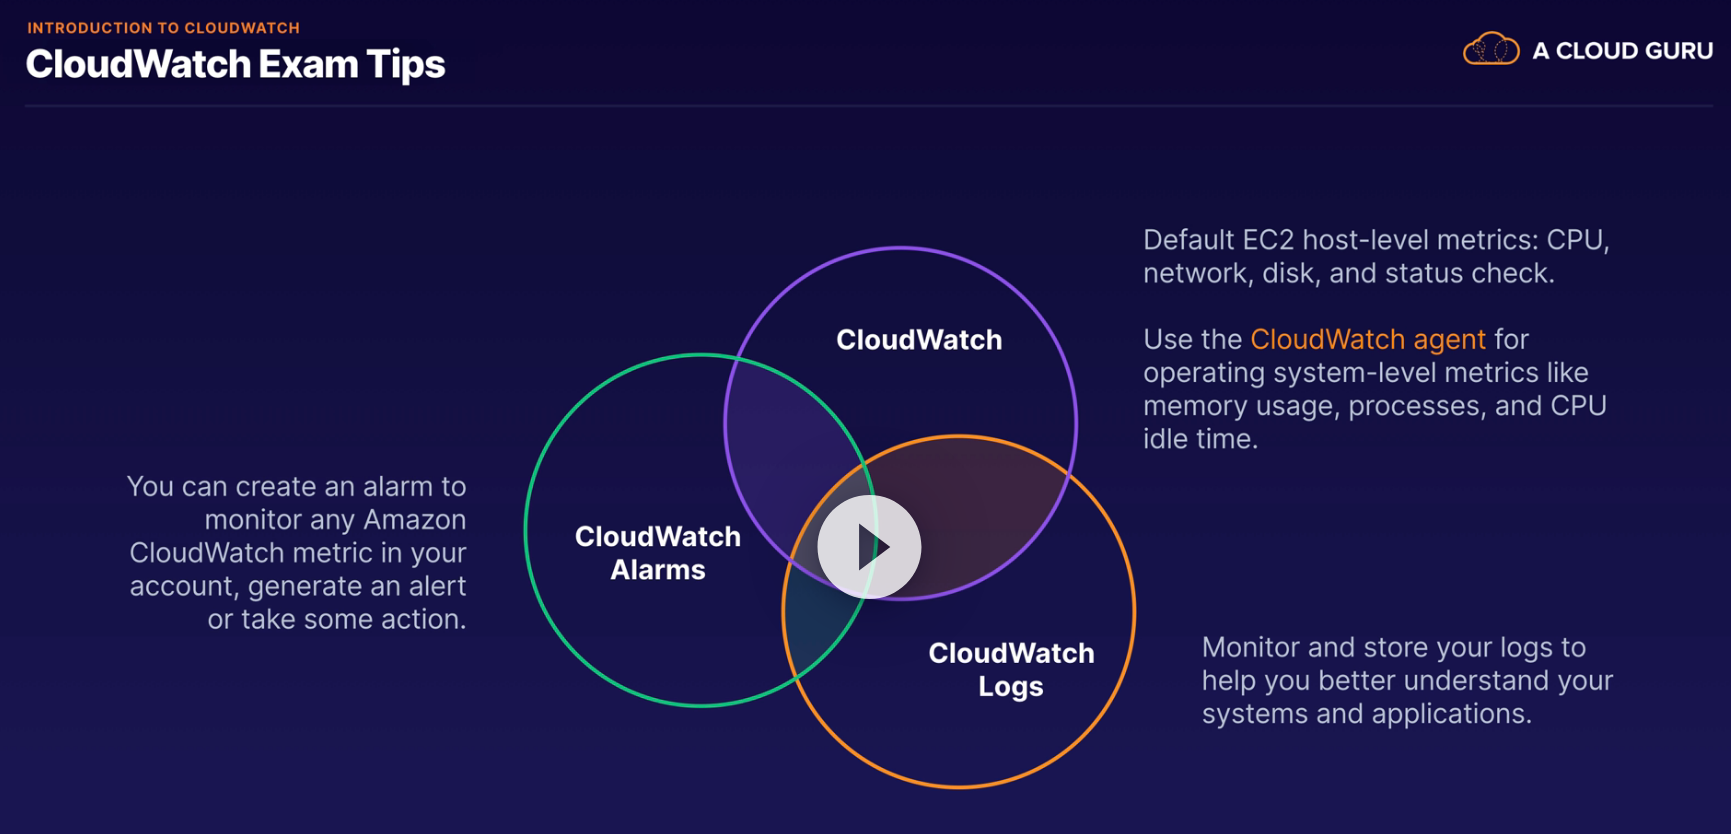 INTRODUCTION TO CLOUDWATCH
CloudWatch Exam Tips
A CLOUD GURU
Default EC2 host-level metrics: CPU,
network, disk, and status check.
CloudWatch
Use the CloudWatch agent for
operating system-level metrics like
memory usage, processes, and CPU
idle time.
You can create an alarm to
monitor any Amazon
CloudWatch metric in your
account, generate an alert
or take some action.
CloudWatch
Alarms
CloudWatch
Logs
Monitor and store your logs to
help you better understand your
systems and applications.